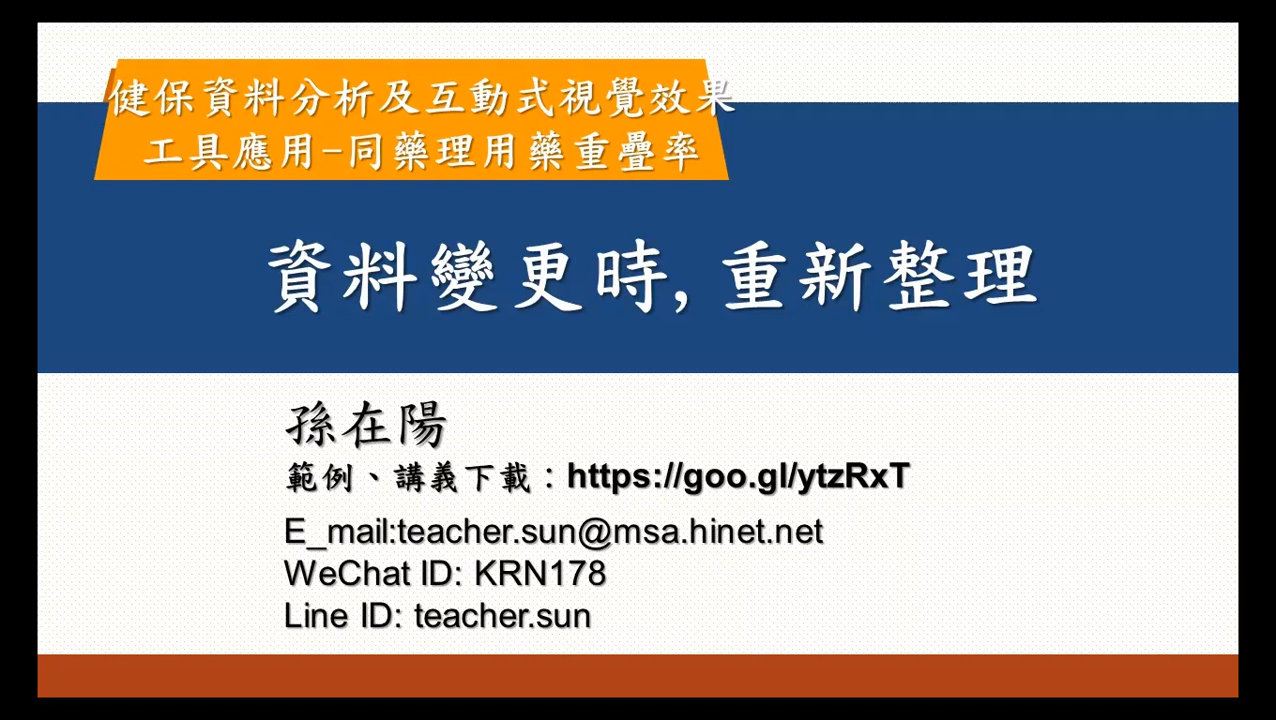 健保資料分析及互動式視覺效果
工具應用-同藥理用藥重疊率
資料變更時,重新整理
孫在陽
範例、講義下載：https://goo.gl/ytzRxT
E_mail:teacher.sun@msa.hinet.net
WeChat ID: KRN178
Line ID: teacher.sun